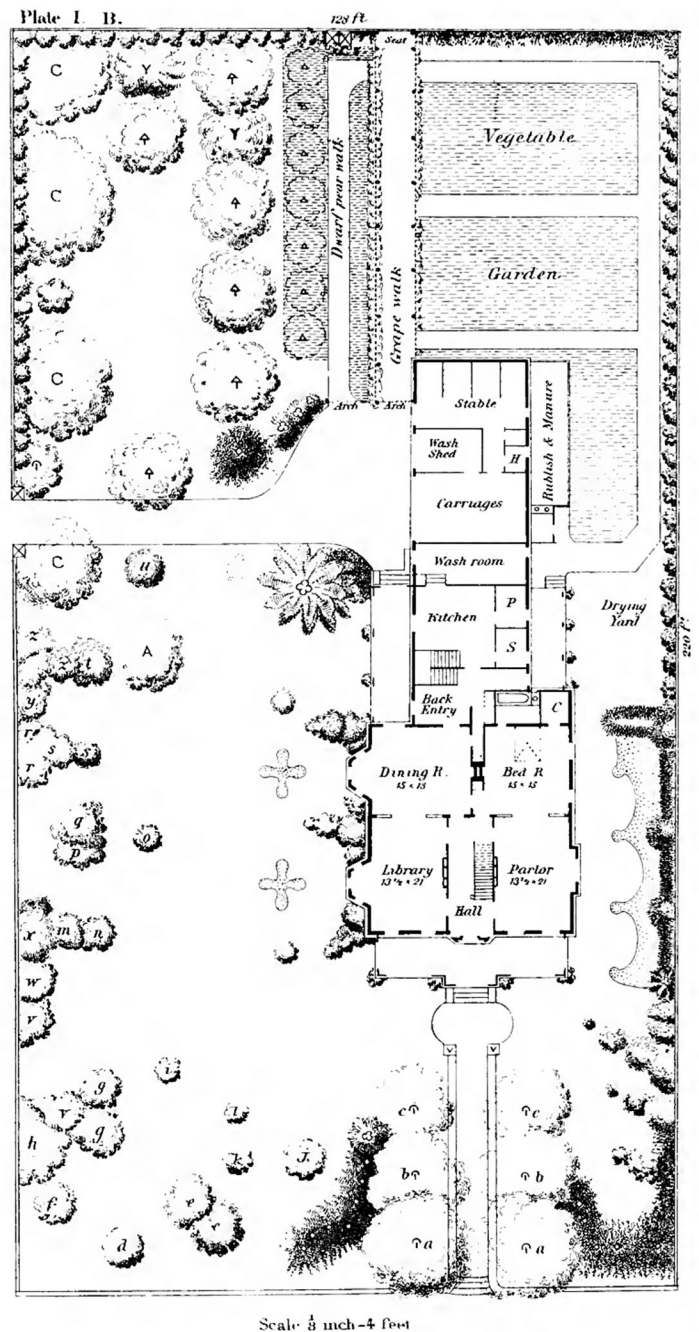 Plate I. B.
128 ft.
Seat
C
Y
Y
C
Vegetable
Dwarf pear walk
Grape walk
Garden
C
Arch
Arch
Stable
Wash
Shed
H
Rubbish & Manure
Carriages
C
u
Wash room
Kitchen
P
S
Drying
Yard
220 ft.
z
z
t
A
y
Back
Entry
C
r
s
s
r
Dining R.
15 × 18
Bed R
15 × 15
q
p
o
Library
13 ½ × 21
Parlor
13 ½ × 21
Hall
x
m
n
w
v
i
g
v
g
h
l
k
j
c
c
b
b
f
e
e
d
a
a
V
V
Scale ⅛ inch–4 feet